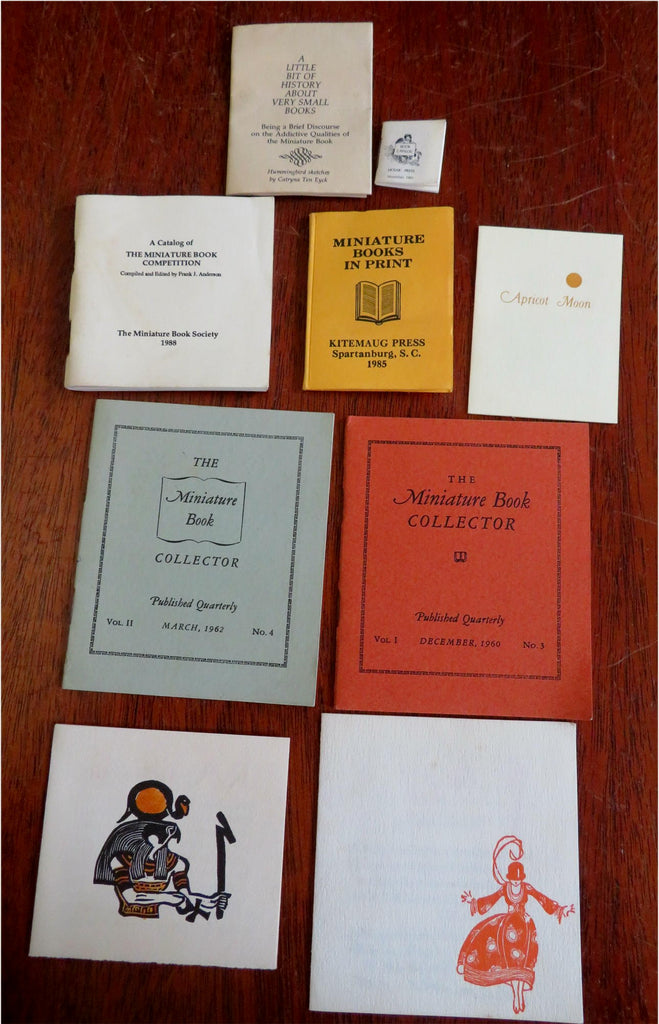 A
LITTLE
BIT OF
HISTORY
ABOUT
VERY SMALL
BOOKS
Being a Brief Discourse
on the Addictive Qualities of
the Miniature Book
Hummingbird sketches
by Catryna Ten Eyck
BOOK
CATALOG
PRESS
A Catalog of
THE MINIATURE BOOK
COMPETITION
Compiled and Edited by Frank J. Anderson
The Miniature Book Society
1988
MINIATURE
BOOKS
IN PRINT
KITEMAUG PRESS
Spartanburg, S. C.
1985
Apricot Moon
THE
Miniature
Book
COLLECTOR
Published Quarterly
VOL. II MARCH, 1962 No. 4
THE
Miniature Book
COLLECTOR
Published Quarterly
VOL. I DECEMBER, 1960 No. 3